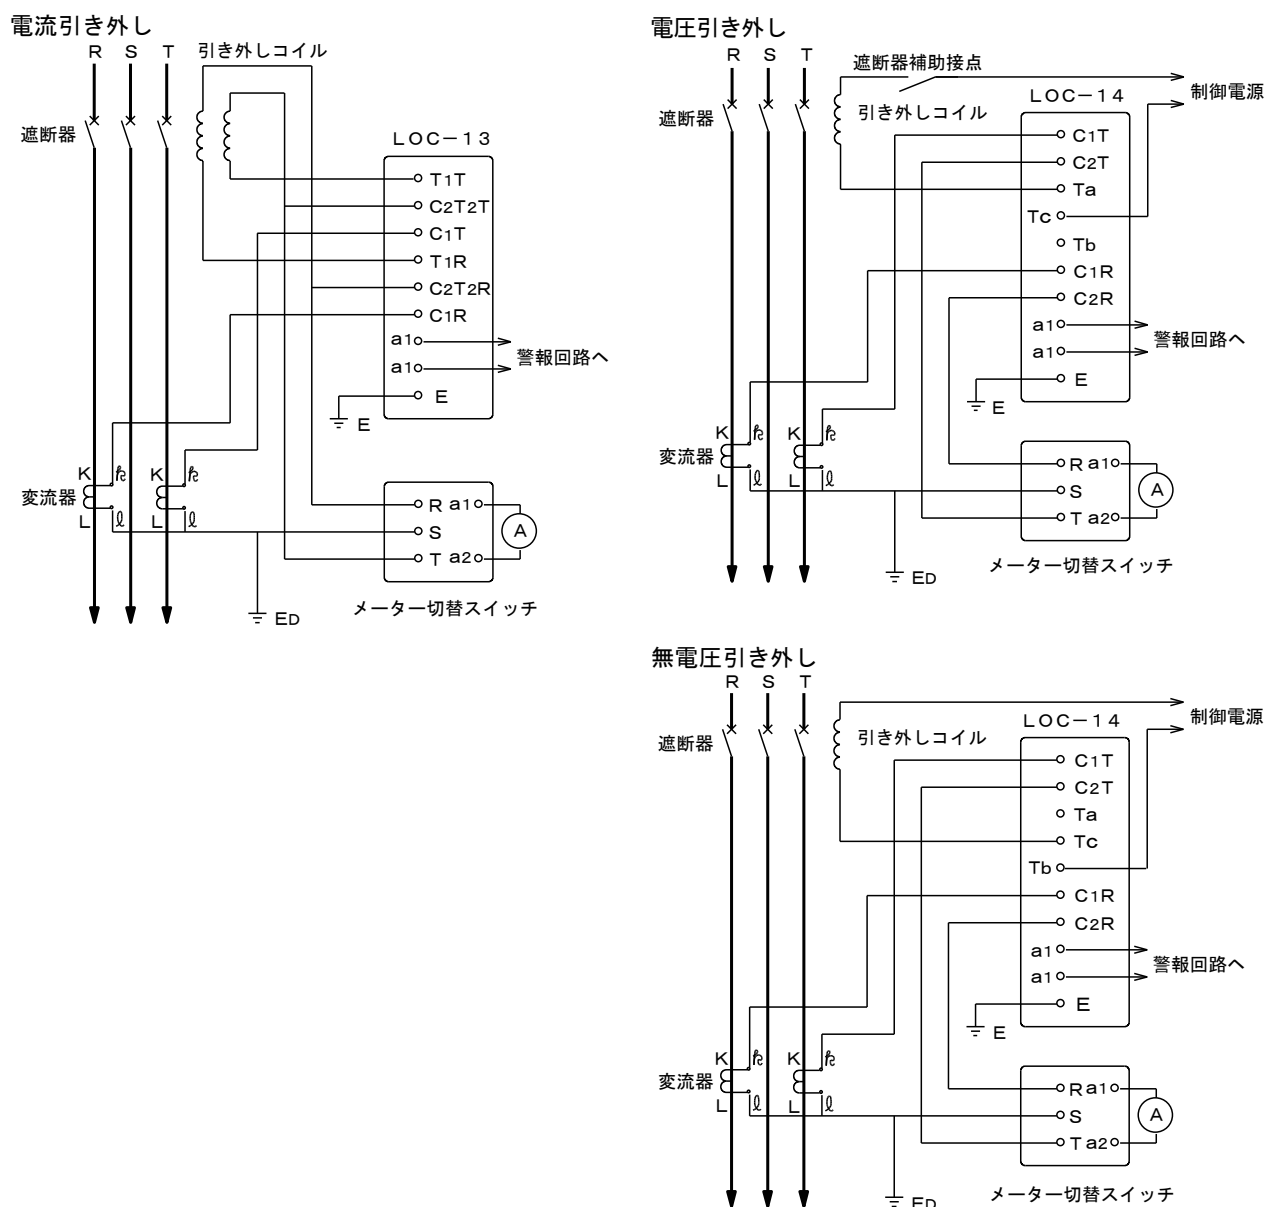 電流引き外し
R S T
引き外しコイル
遮断器
LOC-13
T1T
C2T2T
C1T
T1R
C2T2R
C1R
a1
a1
警報回路へ
E
E
K k K k
変流器
L l L l
R a1
S
A
T a2
ED
メーター切替スイッチ
電圧引き外し
R S T
遮断器補助接点
制御電源
引き外しコイル
遮断器
LOC-14
C1T
C2T
Ta
Tc
Tb
C1R
C2R
a1
a1
警報回路へ
E
E
K k K k
変流器
L l L l
R a1
S
A
T a2
ED
メーター切替スイッチ
無電圧引き外し
R S T
制御電源
引き外しコイル
遮断器
LOC-14
C1T
C2T
Ta
Tc
Tb
C1R
C2R
a1
a1
警報回路へ
E
E
K k K k
変流器
L l L l
R a1
S
A
T a2
ED
メーター切替スイッチ